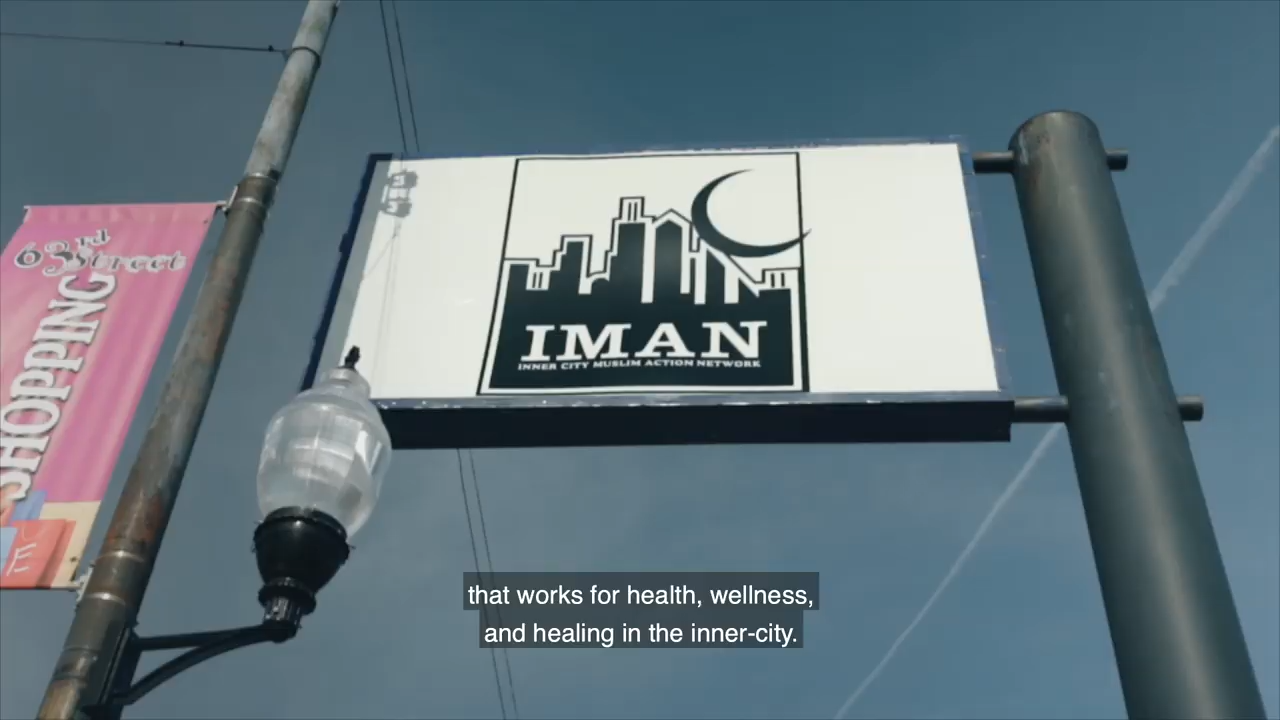 63rd
Street
SHOPPING
IMAN
INNER CITY MUSLIM ACTION NETWORK
that works for health, wellness,
and healing in the inner-city.